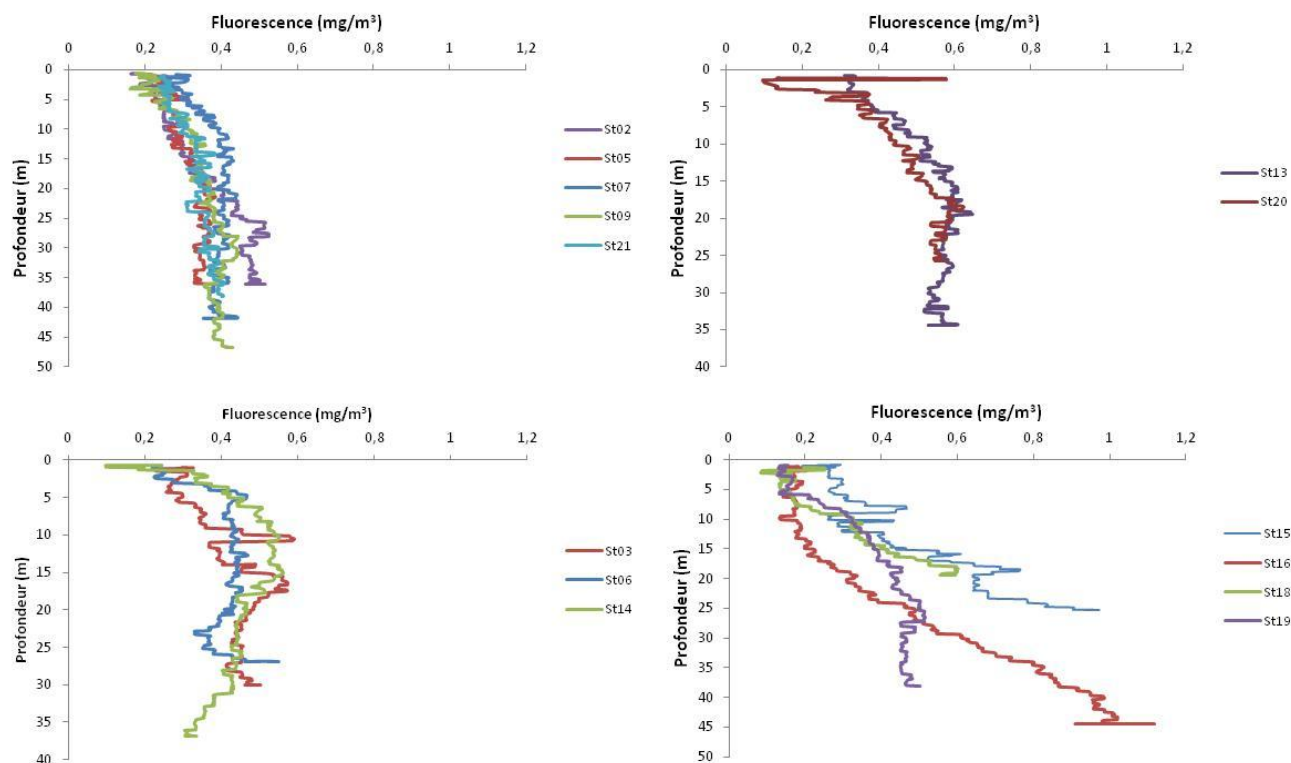 Fluorescence (mg/m³)
0 0,2 0,4 0,6 0,8 1 1,2
0
5
10
15
20
25
30
35
40
45
50
Profondeur (m)
St02
St05
St07
St09
St21
Fluorescence (mg/m³)
0 0,2 0,4 0,6 0,8 1 1,2
0
5
10
15
20
25
30
35
40
Profondeur (m)
St13
St20
Fluorescence (mg/m³)
0 0,2 0,4 0,6 0,8 1 1,2
0
5
10
15
20
25
30
35
40
Profondeur (m)
St03
St06
St14
Fluorescence (mg/m³)
0 0,2 0,4 0,6 0,8 1 1,2
0
5
10
15
20
25
30
35
40
45
50
Profondeur (m)
St15
St16
St18
St19